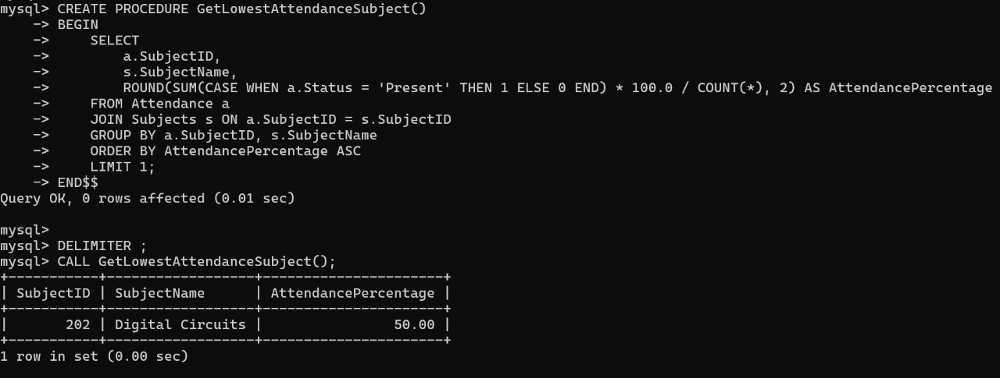 mysql> CREATE PROCEDURE GetLowestAttendanceSubject()
    -> BEGIN
    ->     SELECT
    ->         a.SubjectID,
    ->         s.SubjectName,
    ->         ROUND(SUM(CASE WHEN a.Status = 'Present' THEN 1 ELSE 0 END) * 100.0 / COUNT(*), 2) AS AttendancePercentage
    ->     FROM Attendance a
    ->     JOIN Subjects s ON a.SubjectID = s.SubjectID
    ->     GROUP BY a.SubjectID, s.SubjectName
    ->     ORDER BY AttendancePercentage ASC
    ->     LIMIT 1;
    -> END$$
Query OK, 0 rows affected (0.01 sec)

mysql>
mysql> DELIMITER ;
mysql> CALL GetLowestAttendanceSubject();
+-----------+------------------+----------------------+
| SubjectID | SubjectName      | AttendancePercentage |
+-----------+------------------+----------------------+
|       202 | Digital Circuits |                50.00 |
+-----------+------------------+----------------------+
1 row in set (0.00 sec)